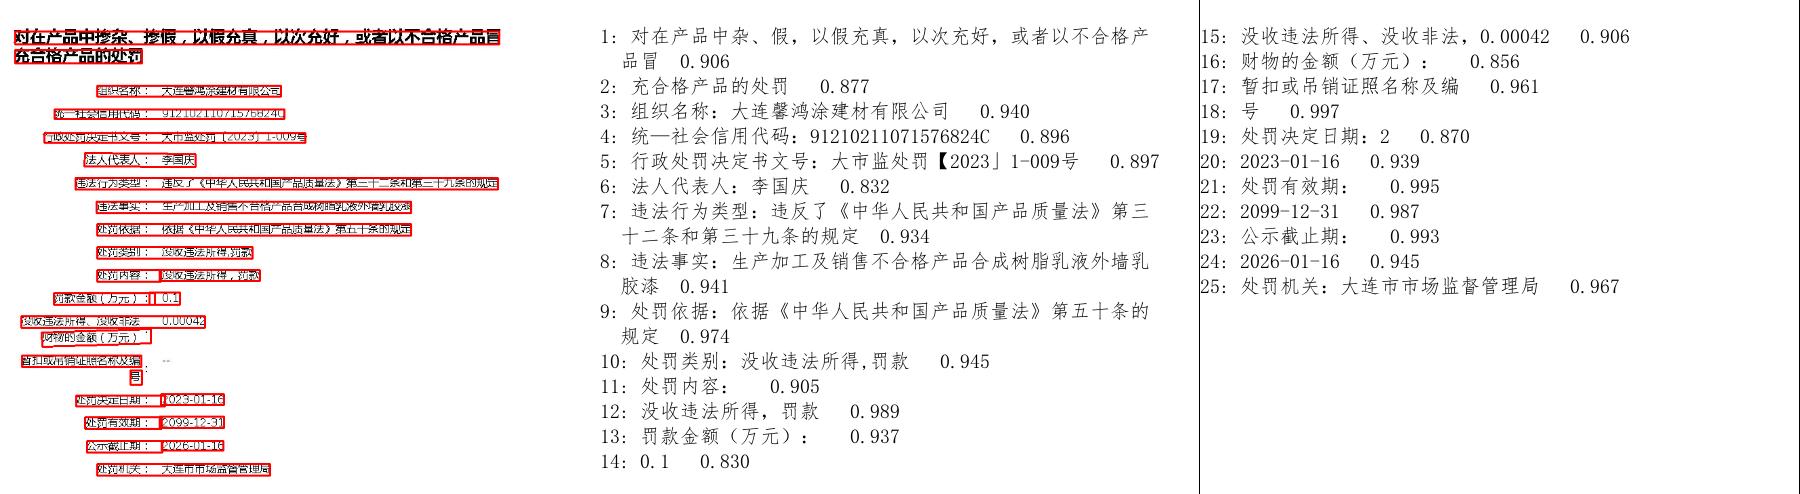 对在产品中掺杂、掺假，以假充真，以次充好，或者以不合格产品冒
充合格产品的处罚
组织名称： 大连馨鸿涂建材有限公司
统一社会信用代码： 91210211071576824C
行政处罚决定书文号： 大市监处罚〔2023〕1-009号
法人代表人： 李国庆
违法行为类型： 违反了《中华人民共和国产品质量法》第三十二条和第三十九条的规定
违法事实： 生产加工及销售不合格产品合成树脂乳液外墙乳胶漆
处罚依据： 依据《中华人民共和国产品质量法》第五十条的规定
处罚类别： 没收违法所得,罚款
处罚内容： 没收违法所得，罚款
罚款金额（万元）： 0.1
没收违法所得、没收非法 0.00042
财物的金额（万元）：
暂扣或吊销证照名称及编 --
号：
处罚决定日期： 2023-01-16
处罚有效期： 2099-12-31
公示截止期： 2026-01-16
处罚机关： 大连市市场监督管理局
1: 对在产品中杂、假，以假充真，以次充好，或者以不合格产
品冒 0.906
2: 充合格产品的处罚 0.877
3: 组织名称：大连馨鸿涂建材有限公司 0.940
4: 统一社会信用代码：91210211071576824C 0.896
5: 行政处罚决定书文号：大市监处罚【2023」1-009号 0.897
6: 法人代表人：李国庆 0.832
7: 违法行为类型：违反了《中华人民共和国产品质量法》第三
十二条和第三十九条的规定 0.934
8: 违法事实：生产加工及销售不合格产品合成树脂乳液外墙乳
胶漆 0.941
9: 处罚依据：依据《中华人民共和国产品质量法》第五十条的
规定 0.974
10: 处罚类别：没收违法所得,罚款 0.945
11: 处罚内容： 0.905
12: 没收违法所得，罚款 0.989
13: 罚款金额（万元）： 0.937
14: 0.1 0.830
15: 没收违法所得、没收非法，0.00042 0.906
16: 财物的金额（万元）： 0.856
17: 暂扣或吊销证照名称及编 0.961
18: 号 0.997
19: 处罚决定日期：2 0.870
20: 2023-01-16 0.939
21: 处罚有效期： 0.995
22: 2099-12-31 0.987
23: 公示截止期： 0.993
24: 2026-01-16 0.945
25: 处罚机关：大连市市场监督管理局 0.967